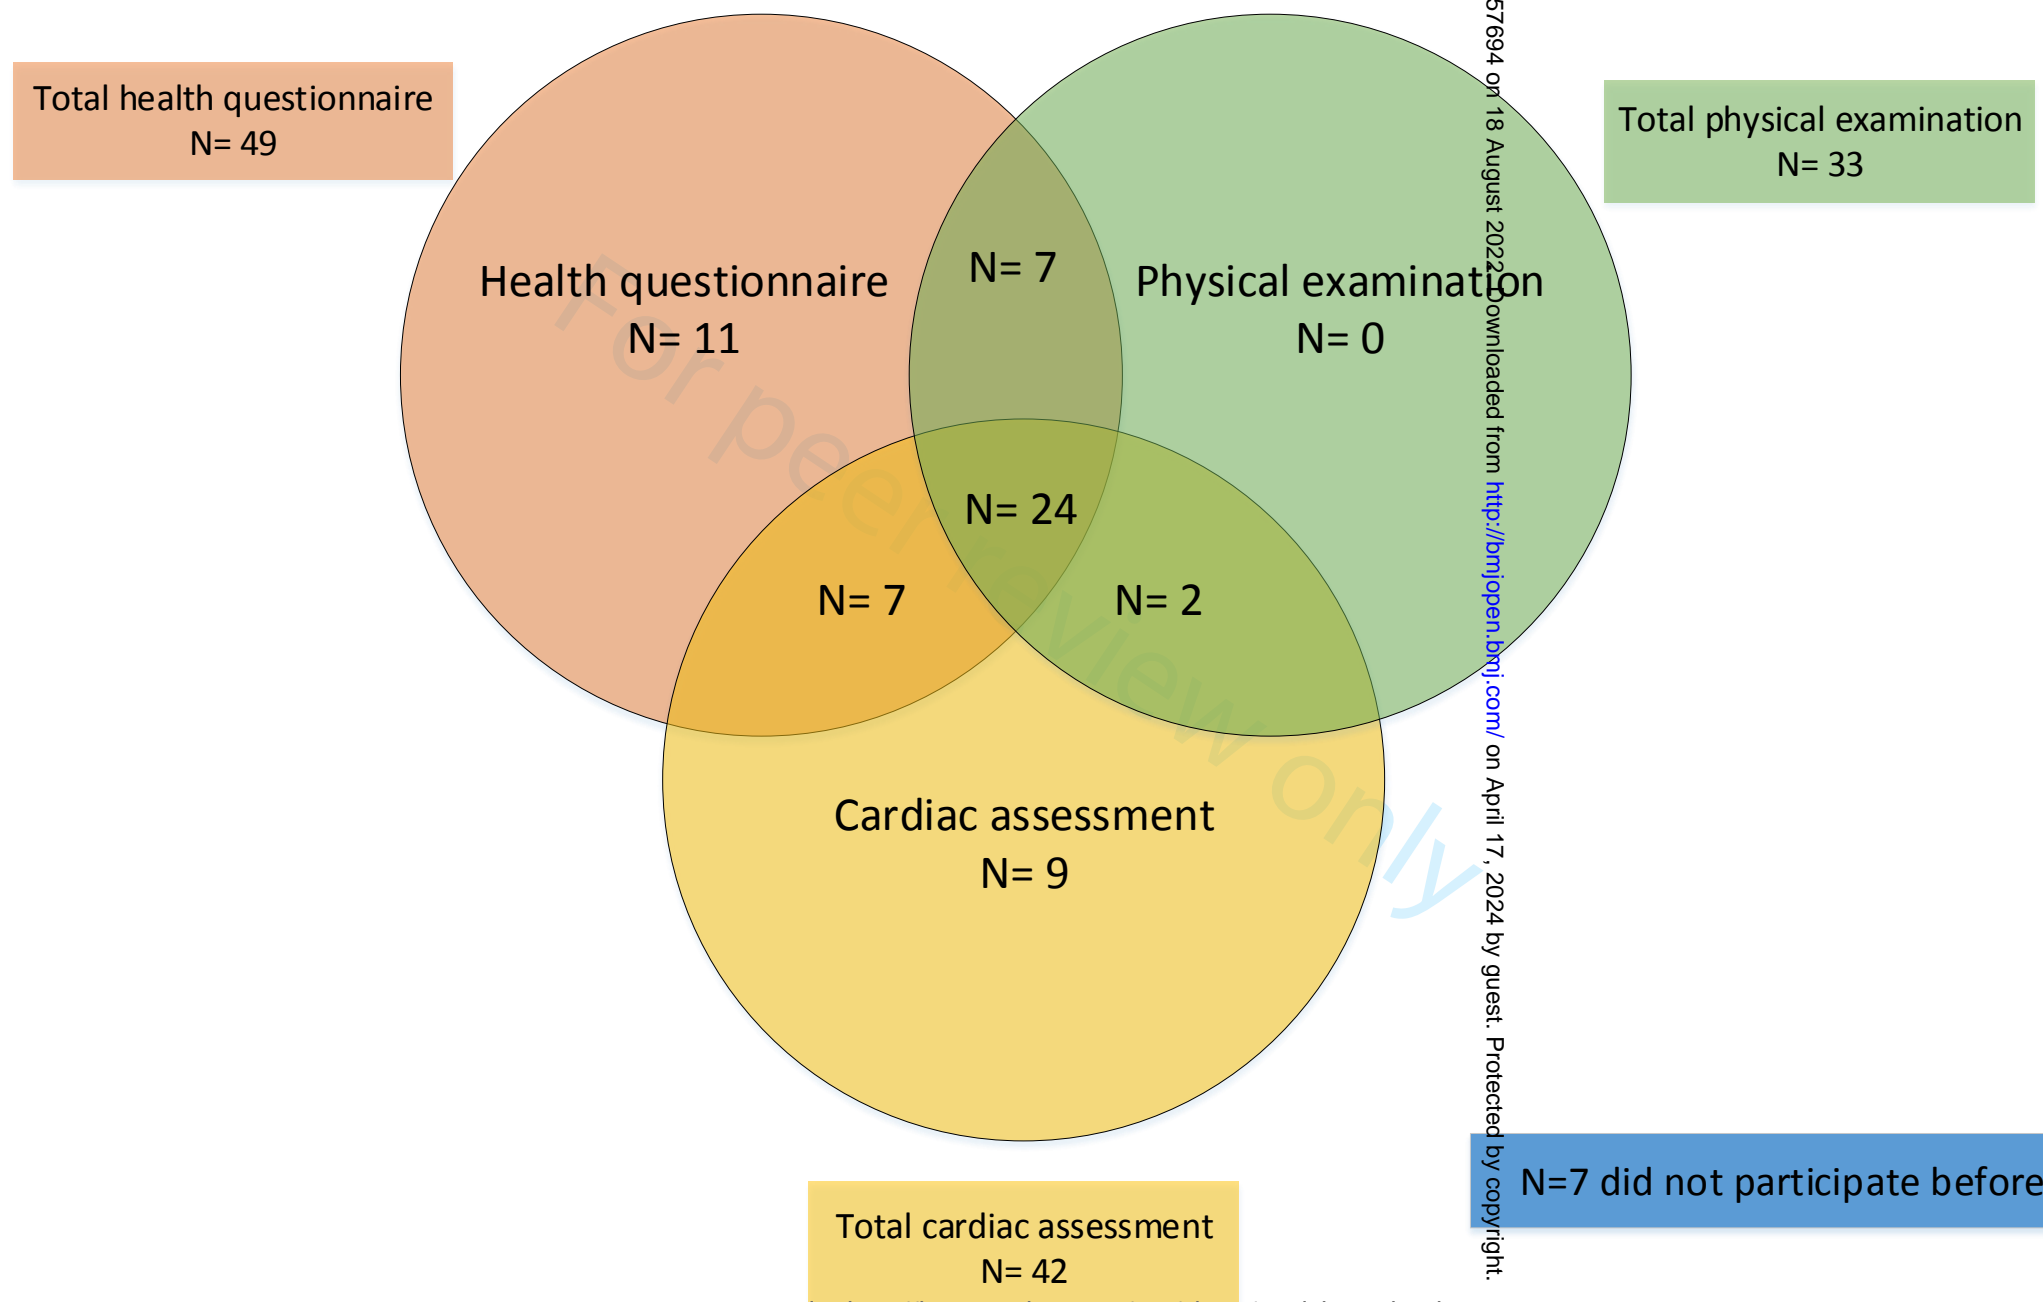 Total health questionnaire
N= 49
Total physical examination
N= 33
Health questionnaire
N= 11
N= 7
Physical examination
N= 0
N= 24
N= 7
N= 2
Cardiac assessment
N= 9
Total cardiac assessment
N= 42
N=7 did not participate before
For peer review only
57694 on 18 August 2022. Downloaded from http://bmjopen.bmj.com/ on April 17, 2024 by guest. Protected by copyright.